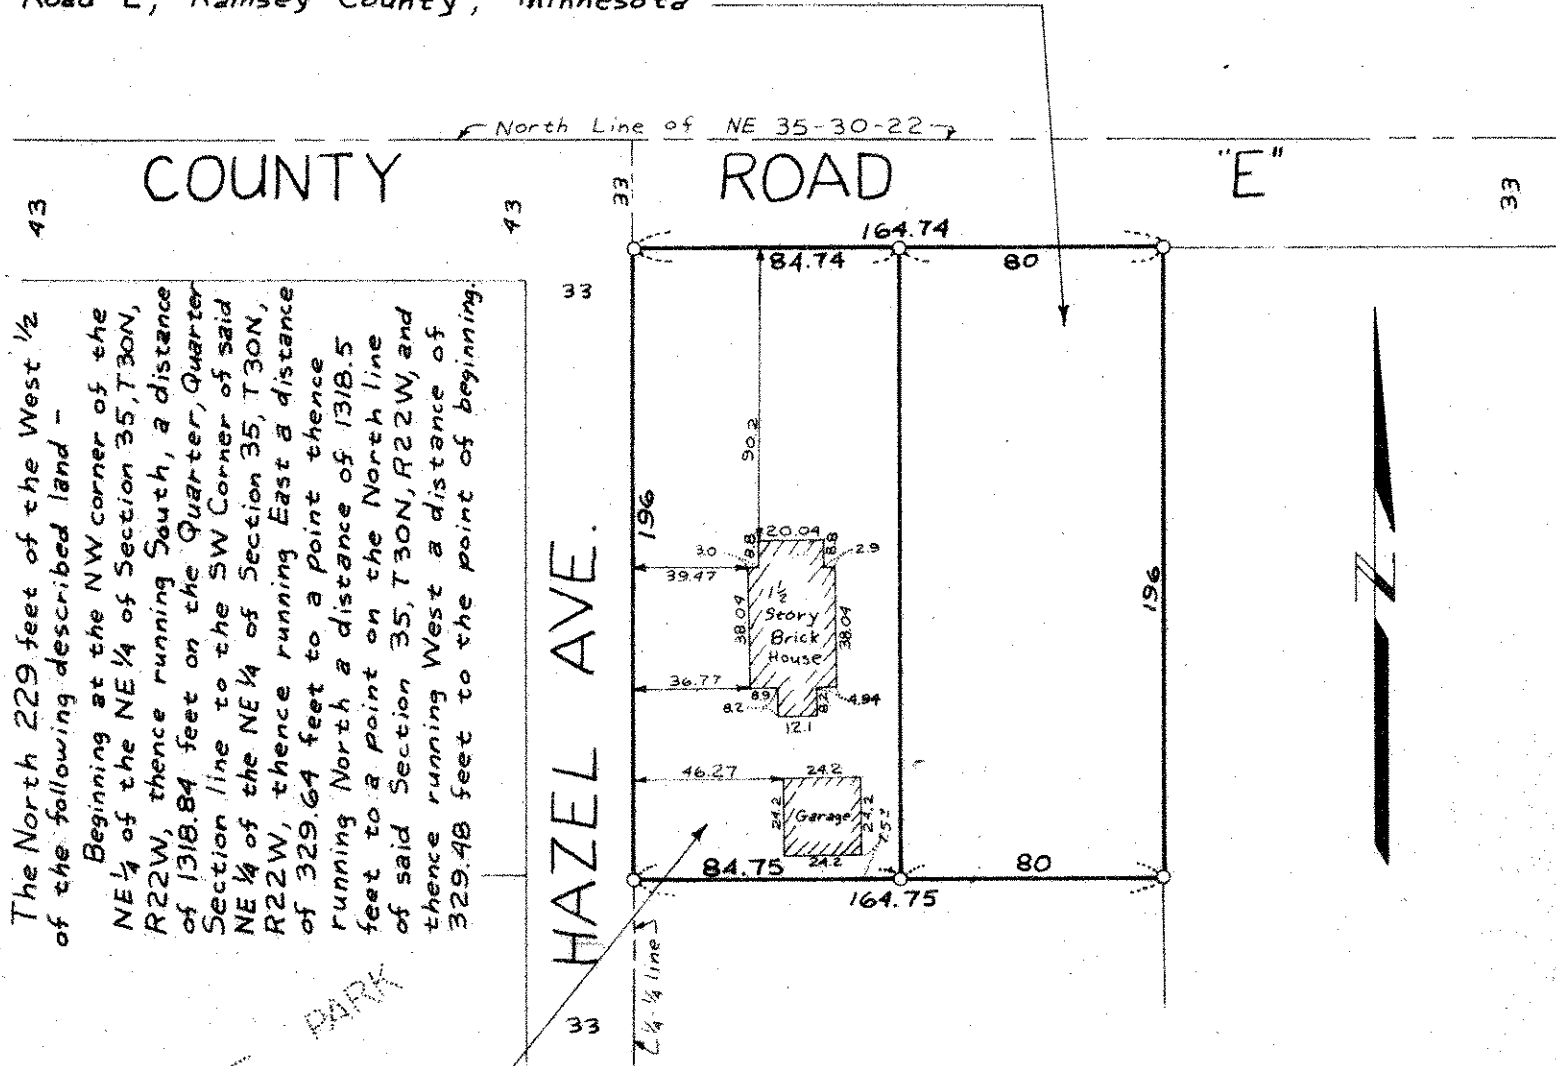 Road E, Ramsey County, Minnesota
North Line of NE 35-30-22
COUNTY ROAD "E"
43
43
33
33
164.74
84.74
80
33
The North 229 feet of the West 1/2
of the following described land -
Beginning at the NW corner of the
NE 1/4 of the NE 1/4 of Section 35, T30N,
R22W, thence running South, a distance
of 1318.84 feet on the Quarter, Quarter
Section line to the SW Corner of said
NE 1/4 of the NE 1/4 of Section 35, T30N,
R22W, thence running East a distance
of 329.64 feet to a point thence
running North a distance of 1318.5
feet to a point on the North line
of said Section 35, T30N, R22W, and
thence running West a distance of
329.48 feet to the point of beginning.
HAZEL AVE.
196
90.2
20.04
8.8
8.8
3.0
2.9
39.47
38.04
38.04
1 1/2
Story
Brick
House
36.77
8.9
8.2
8.2
4.94
12.1
46.27
24.2
24.2
24.2
24.2
Garage
196
Z
84.75
80
164.75
1/4-1/4 line
33
PARK